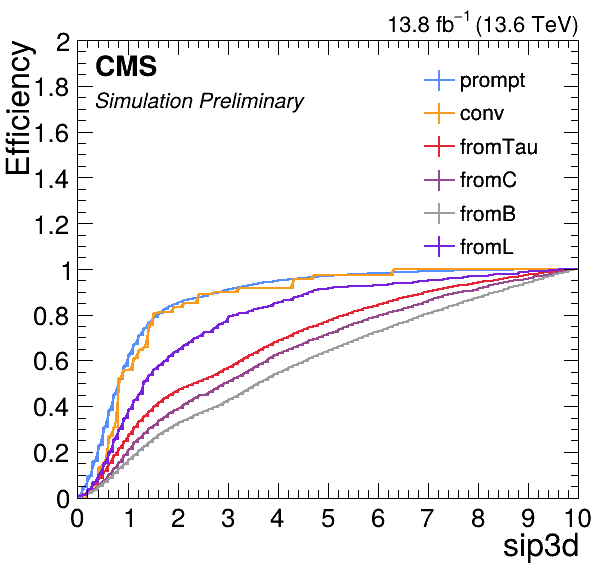 13.8 fb⁻¹ (13.6 TeV)
CMS
Simulation Preliminary
Efficiency
2
1.8
1.6
1.4
1.2
1
0.8
0.6
0.4
0.2
0
prompt
conv
fromTau
fromC
fromB
fromL
0 1 2 3 4 5 6 7 8 9 10
sip3d